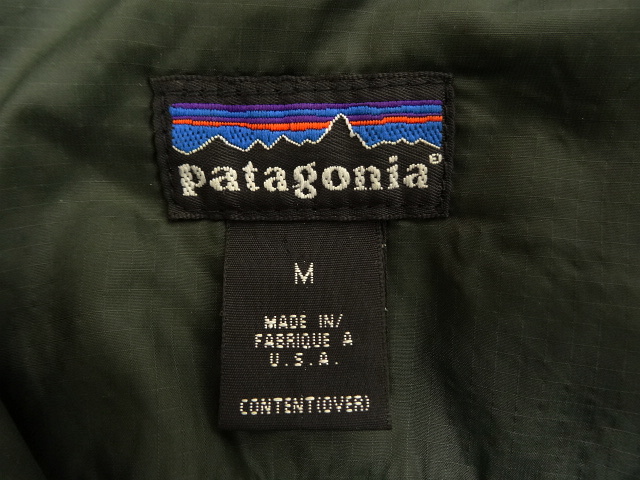 patagonia®
M
MADE IN/
FABRIQUE A
U.S.A.
CONTENT(OVER)